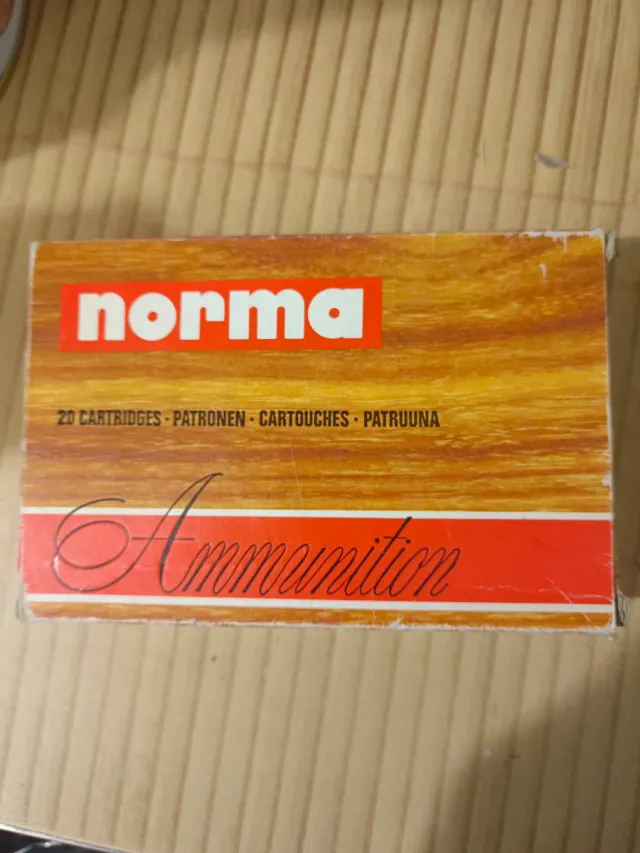 norma
20 CARTRIDGES · PATRONEN · CARTOUCHES · PATRUUNA
Ammunition